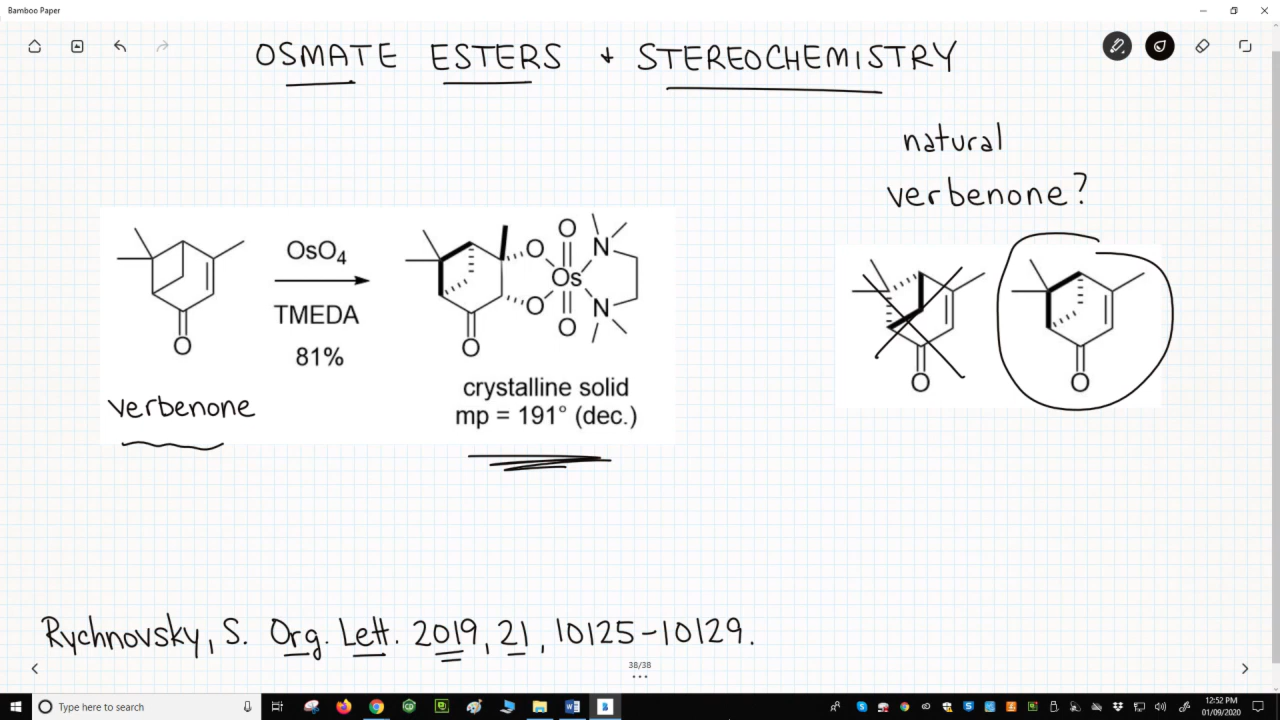 Bamboo Paper
OSMATE ESTERS + STEREOCHEMISTRY
natural
verbenone?
OsO4
TMEDA
81%
O
O
O
Os
O
O
N
N
O
O
O
verbenone
crystalline solid
mp = 191° (dec.)
Rychnovsky, S. Org. Lett. 2019, 21, 10125-10129.
38/38
Type here to search
12:52 PM
01/09/2020